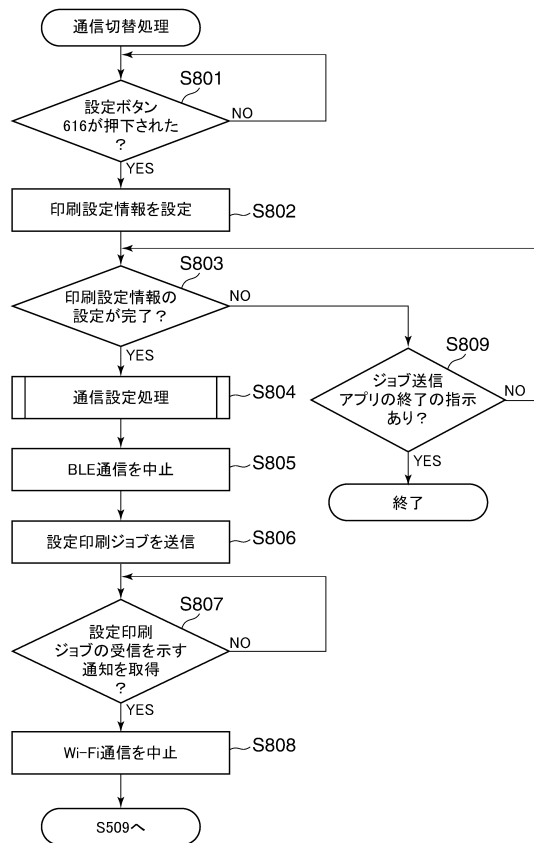 通信切替処理
S801
設定ボタン
616が押下された
?
NO
YES
印刷設定情報を設定
S802
S803
印刷設定情報の
設定が完了？
NO
YES
S809
ジョブ送信
アプリの終了の指示
あり？
NO
YES
終了
通信設定処理
S804
BLE通信を中止
S805
設定印刷ジョブを送信
S806
S807
設定印刷
ジョブの受信を示す
通知を取得
?
NO
YES
Wi-Fi通信を中止
S808
S509へ